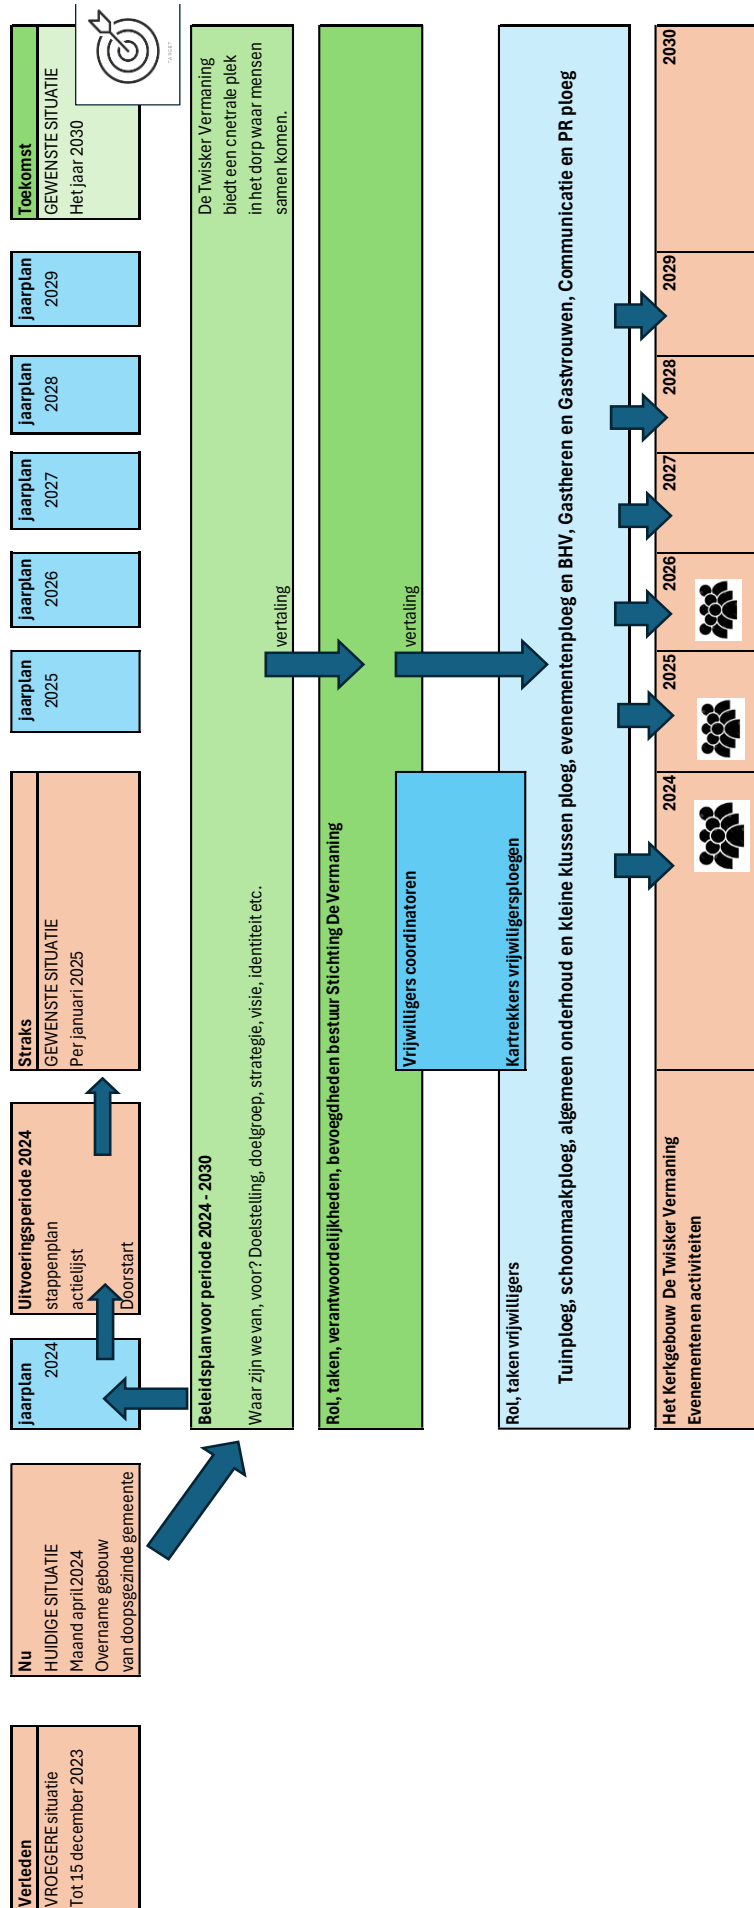 Verleden
VROEGERE situatie
Tot 15 december 2023
Nu
HUIDIGE SITUATIE
Maand april 2024
Overname gebouw
van doopsgezinde gemeente
jaarplan
2024
Uitvoeringsperiode 2024
stappenplan
actielijst
Doorstart
Straks
GEWENSTE SITUATIE
Per januari 2025
jaarplan
2025
jaarplan
2026
jaarplan
2027
jaarplan
2028
jaarplan
2029
Toekomst
GEWENSTE SITUATIE
Het jaar 2030
TARGET
Beleidsplan voor periode 2024 - 2030
Waar zijn we van, voor? Doelstelling, doelgroep, strategie, visie, identiteit etc.
De Twisker Vermaning
biedt een cnetrale plek
in het dorp waar mensen
samen komen.
vertaling
Rol, taken, verantwoordelijkheden, bevoegdheden bestuur Stichting De Vermaning
vertaling
Vrijwilligers coordinatoren
Kartrekkers vrijwiligersploegen
Rol, taken vrijwilligers
Tuinploeg, schoonmaakploeg, algemeen onderhoud en kleine klussen ploeg, evenementenploeg en BHV, Gastheren en Gastvrouwen, Communicatie en PR ploeg
Het Kerkgebouw De Twisker Vermaning
Evenementen en activiteiten
2024
2025
2026
2027
2028
2029
2030